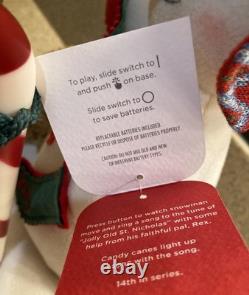 To play, slide switch to |
and push on base.
Slide switch to ◯
to save batteries.
REPLACEABLE BATTERIES INCLUDED
PLEASE RECYCLE OR DISPOSE OF BATTERIES PROPERLY.
CAUTION: DO NOT MIX OLD AND NEW
OR DIFFERENT BATTERY TYPES.
Press button to watch snowman
move and sing a song to the tune of
"Jolly Old St. Nicholas" with some
help from his faithful pal, Rex.
Candy canes light up
with the song.
14th in series.